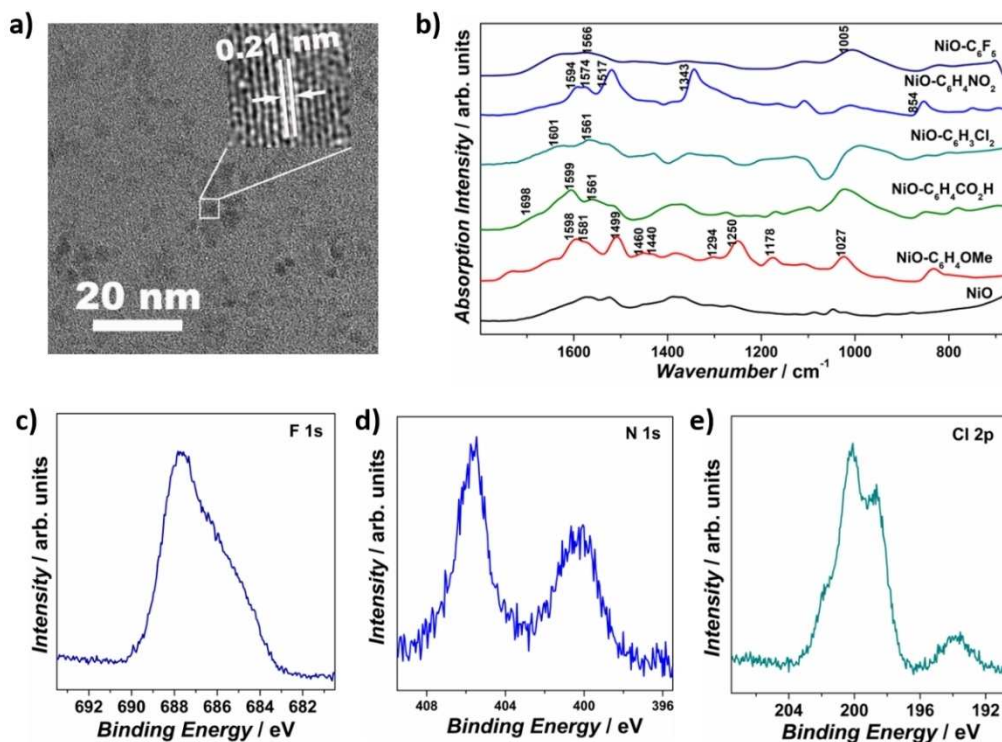 a)
0.21 nm
20 nm
b)
Absorption Intensity / arb. units
1566
1005
NiO-C₆F₅
1594
1574
1517
1343
854
NiO-C₆H₄NO₂
1601
1561
NiO-C₆H₃Cl₂
1698
1599
1561
NiO-C₆H₄CO₂H
1598
1581
1499
1460
1440
1294
1250
1178
1027
NiO-C₆H₄OMe
NiO
1600 1400 1200 1000 800
Wavenumber / cm⁻¹
c)
F 1s
Intensity / arb. units
692 690 688 686 684 682
Binding Energy / eV
d)
N 1s
Intensity / arb. units
408 404 400 396
Binding Energy / eV
e)
Cl 2p
Intensity / arb. units
204 200 196 192
Binding Energy / eV